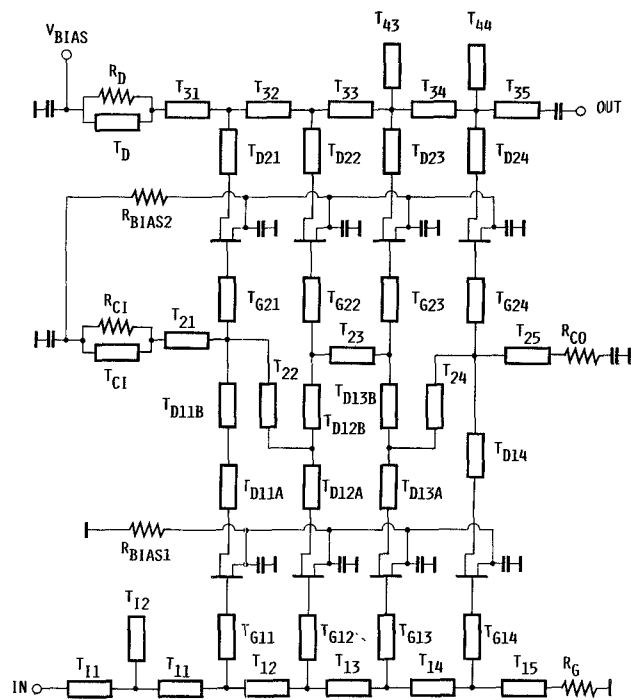 T43 T44
VBIAS
RD T31 T32 T33 T34 T35
OUT
TD TD21 TD22 TD23 TD24
RBIAS2
TG21 TG22 TG23 TG24
RCI T21 T23 T25 RCO
TCI T22 T24
TD11B TD12B TD13B
TD14
TD11A TD12A TD13A
RBIAS1
TI2
TG11 TG12 TG13 TG14
IN TI1 T11 T12 T13 T14 T15 RG